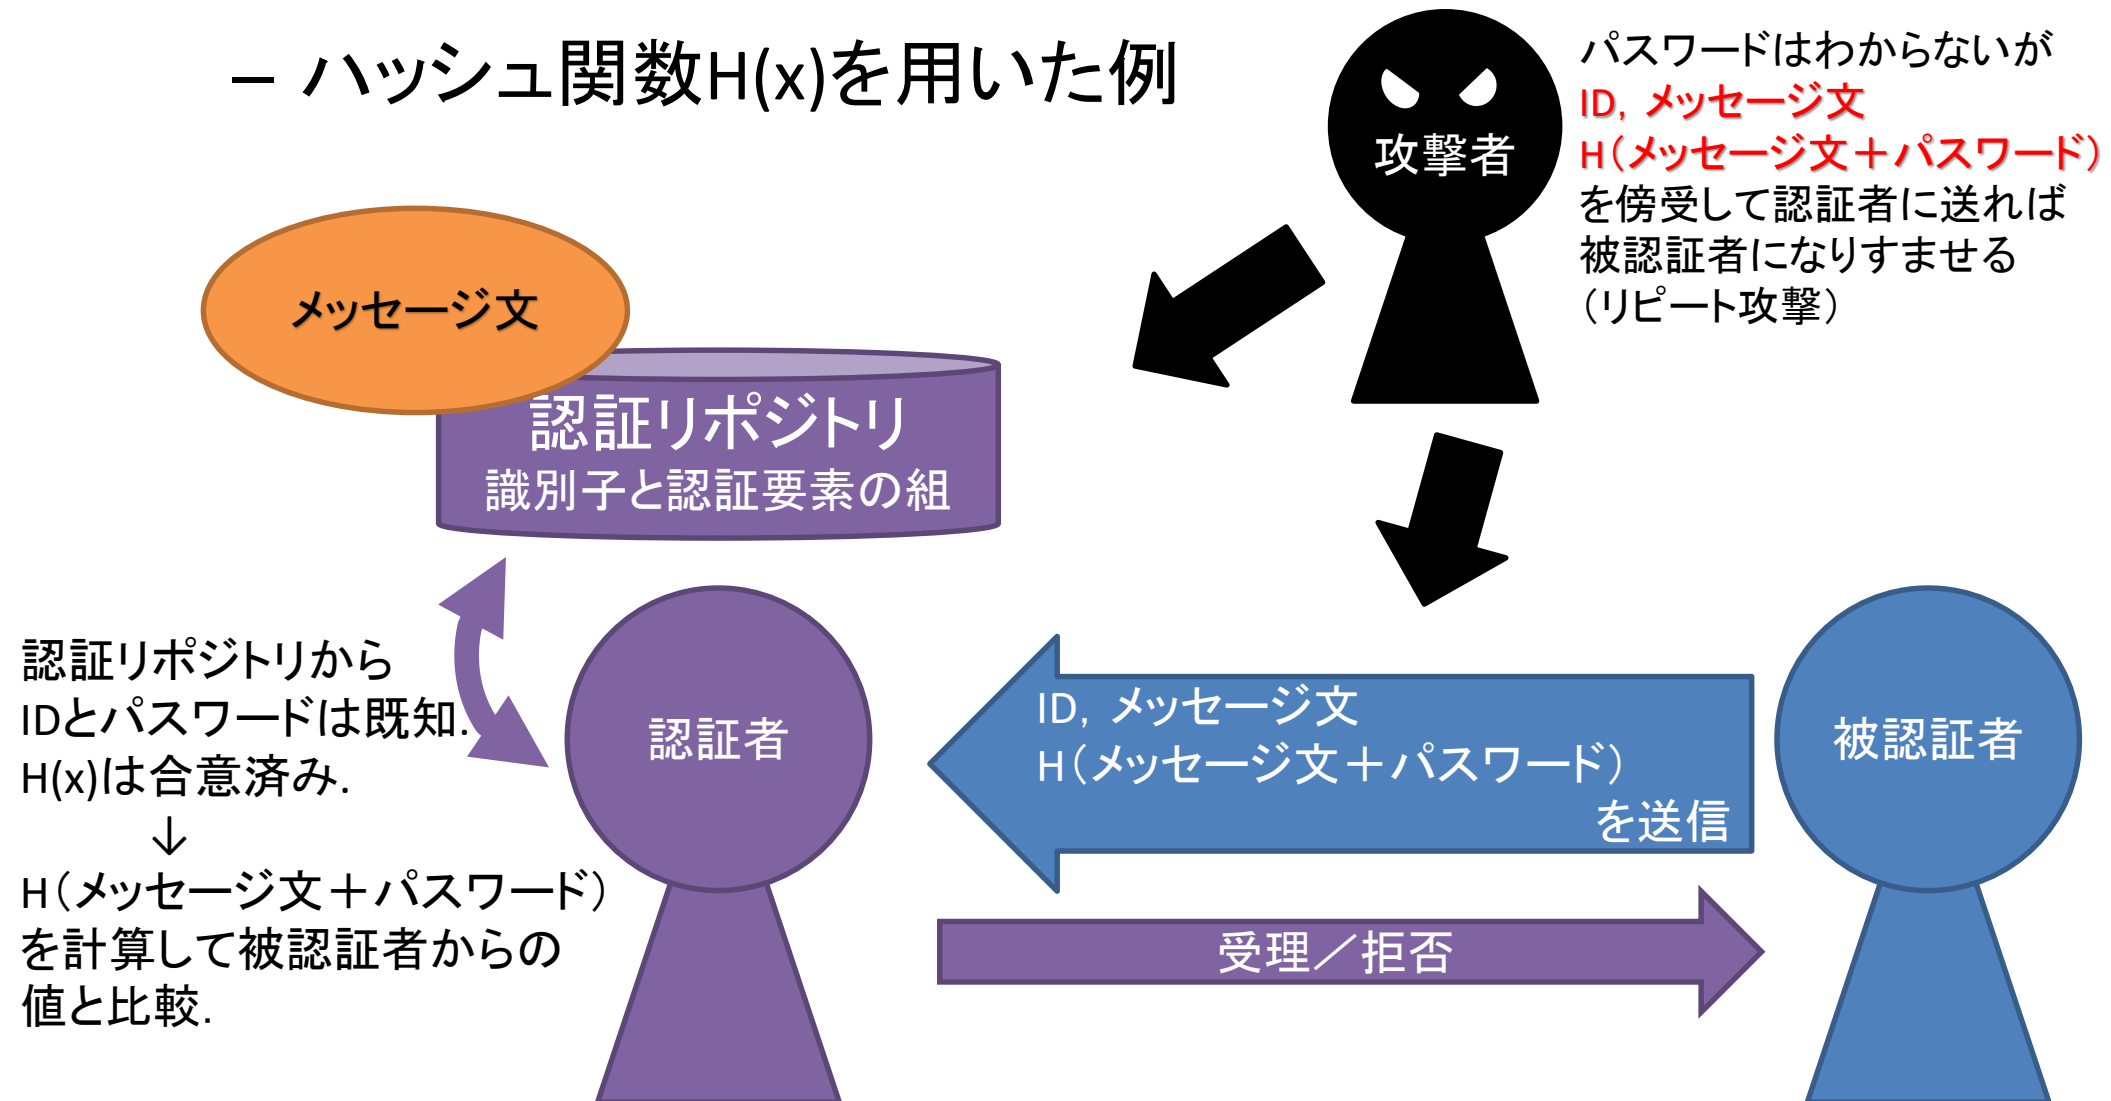 – ハッシュ関数H(x)を用いた例
攻撃者
パスワードはわからないが
ID, メッセージ文
H（メッセージ文＋パスワード）
を傍受して認証者に送れば
被認証者になりすませる
（リピート攻撃）
メッセージ文
認証リポジトリ
識別子と認証要素の組
認証リポジトリから
IDとパスワードは既知.
H(x)は合意済み.
↓
H（メッセージ文＋パスワード）
を計算して被認証者からの
値と比較.
認証者
ID, メッセージ文
H（メッセージ文＋パスワード）
を送信
被認証者
受理／拒否